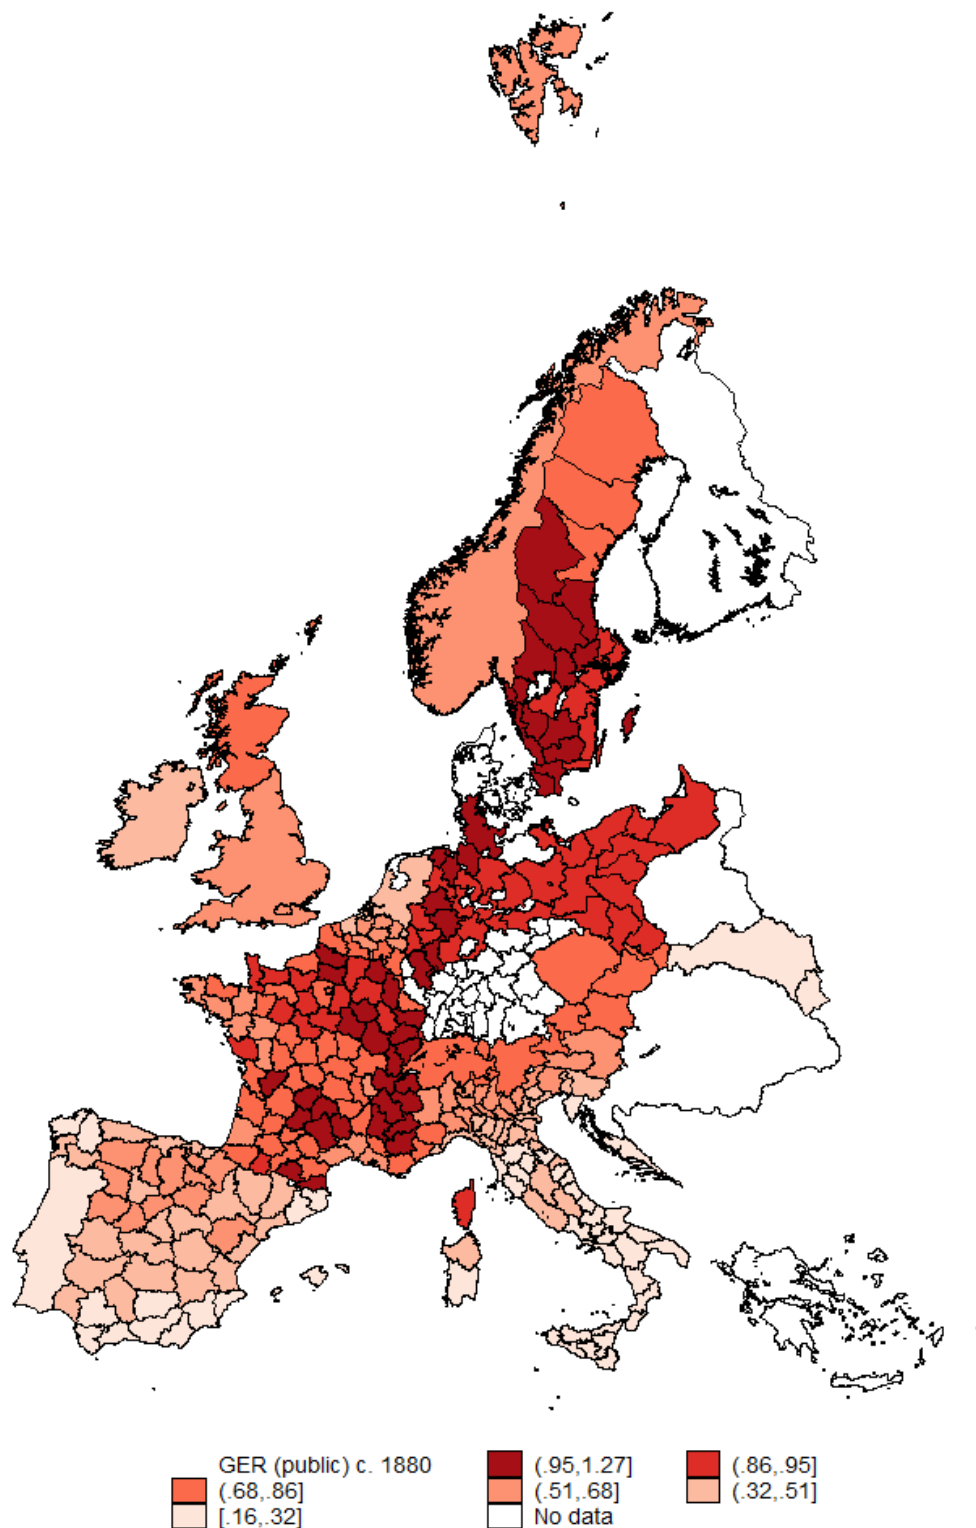 GER (public) c. 1880 (.95,1.27] (.86,.95]
(.68,.86] (.51,.68] (.32,.51]
[.16,.32] No data